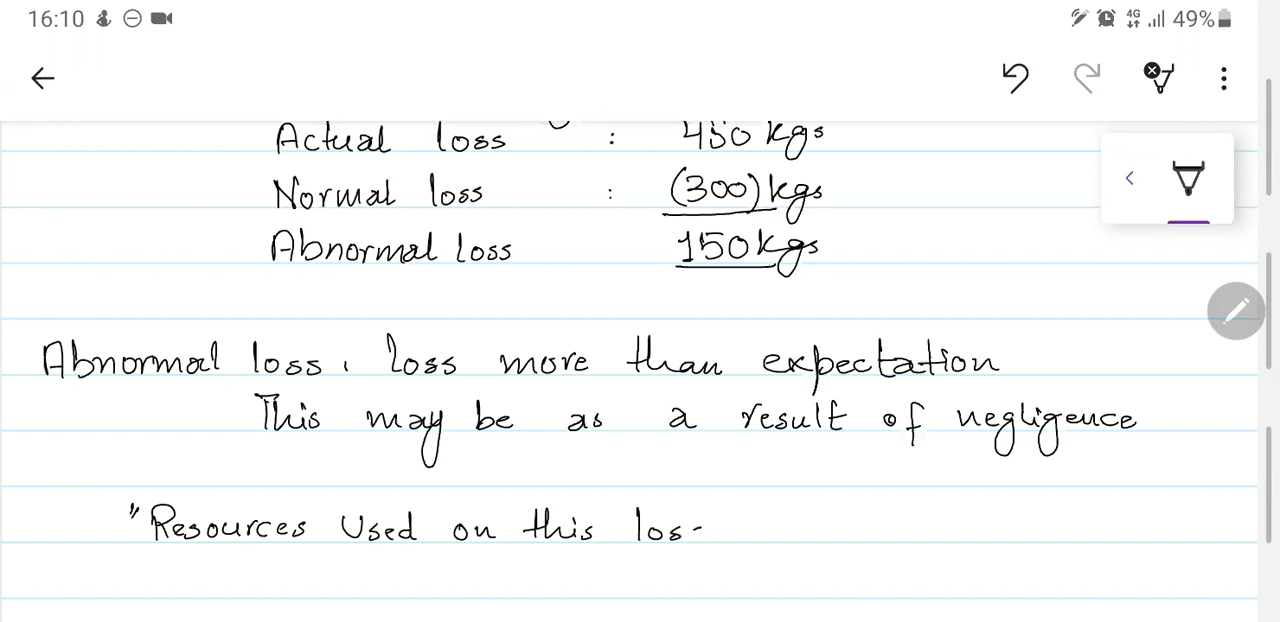 16:10 4G 49%
Actual loss : 450 kgs
Normal loss : (300) kgs
Abnormal loss 150 kgs
Abnormal loss. Loss more than expectation
This may be as a result of negligence
"Resources Used on this los-